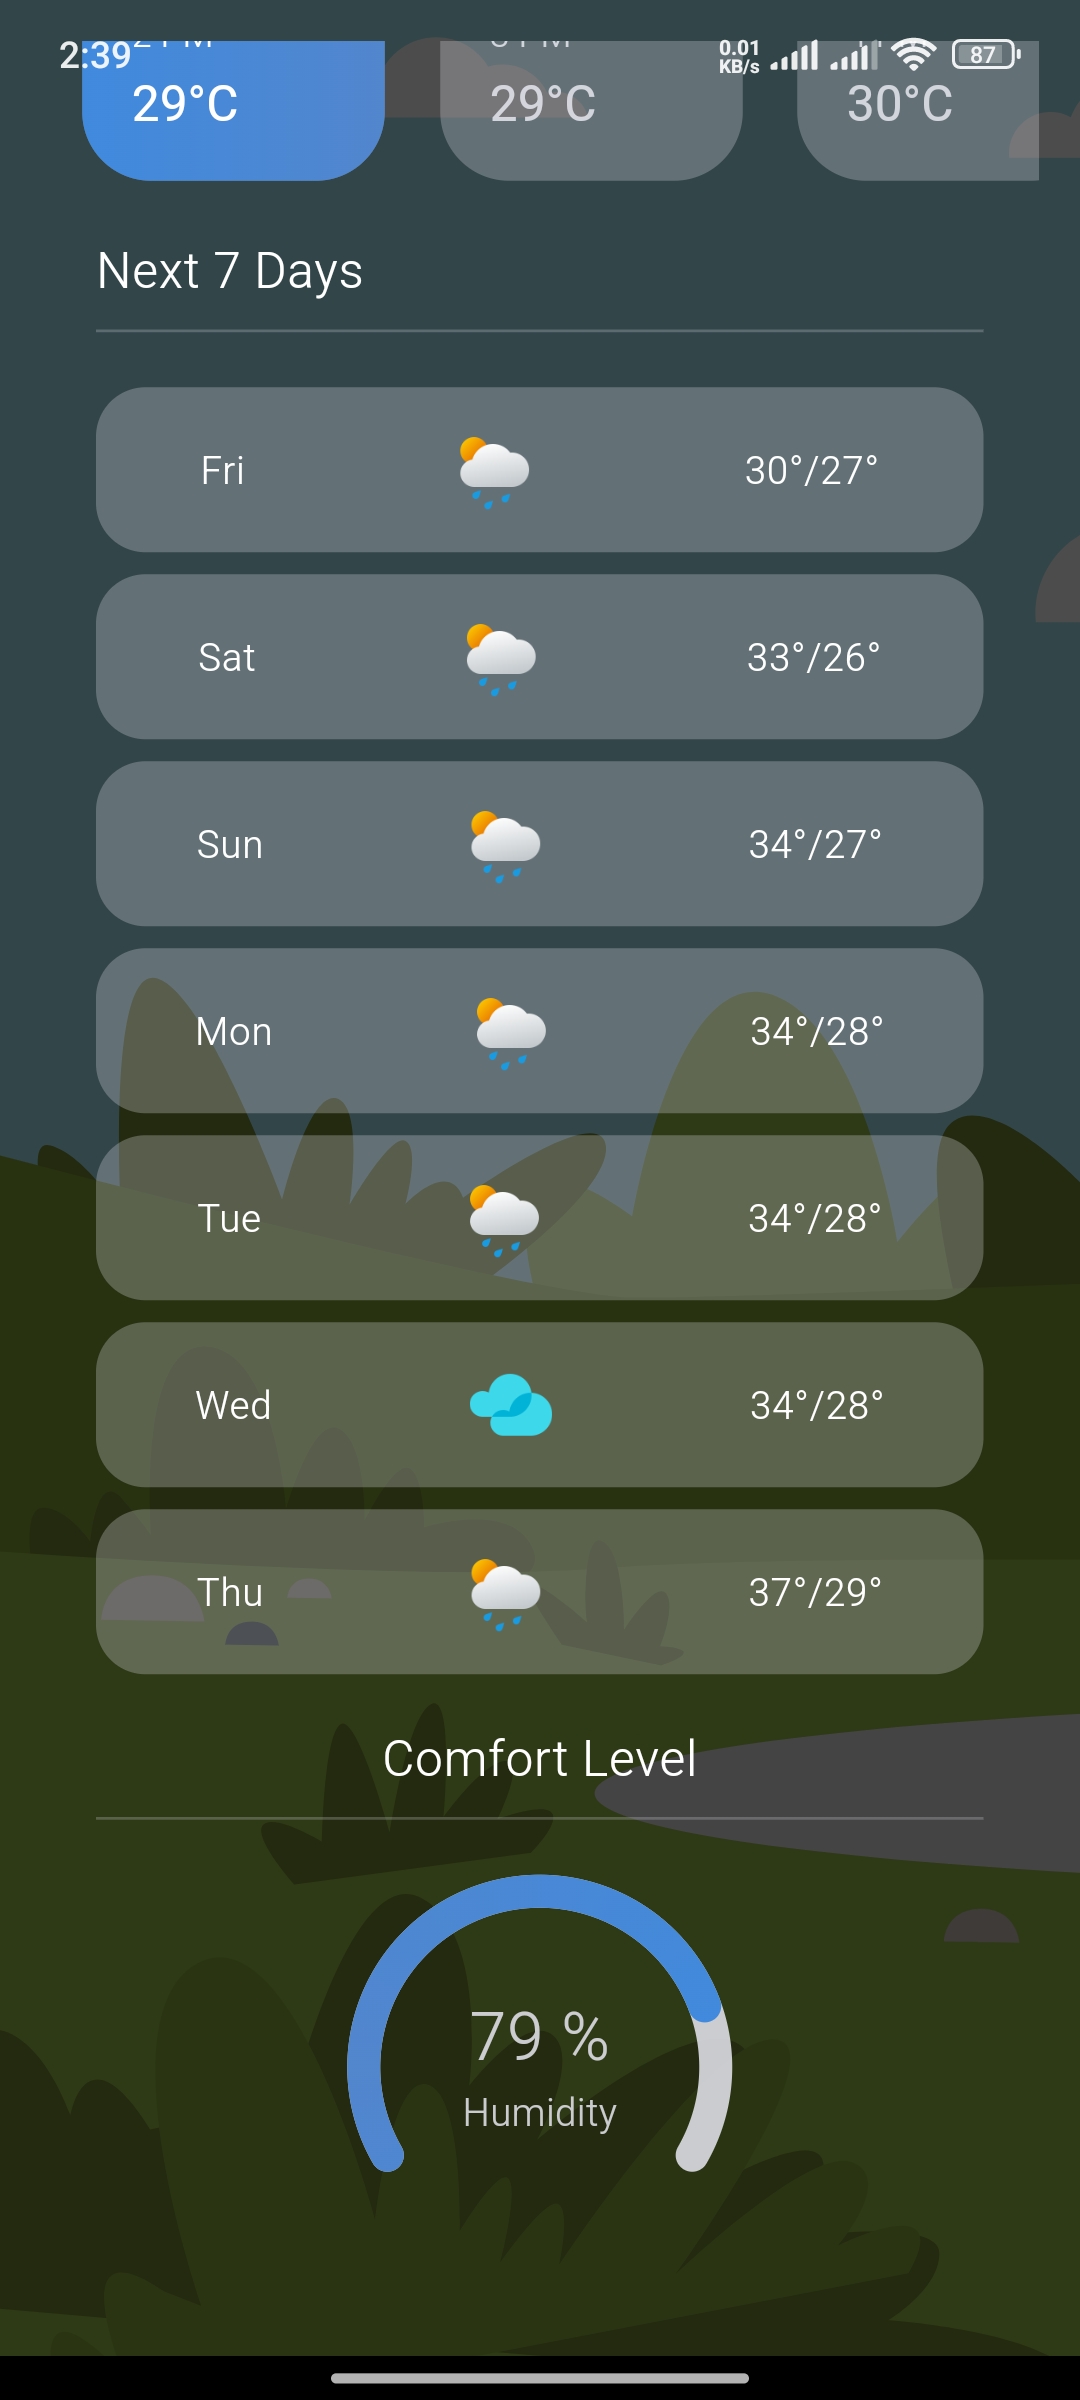 2:39
0.01
KB/s
87
29°C
29°C
30°C
Next 7 Days
Fri 30°/27°
Sat 33°/26°
Sun 34°/27°
Mon 34°/28°
Tue 34°/28°
Wed 34°/28°
Thu 37°/29°
Comfort Level
79 %
Humidity